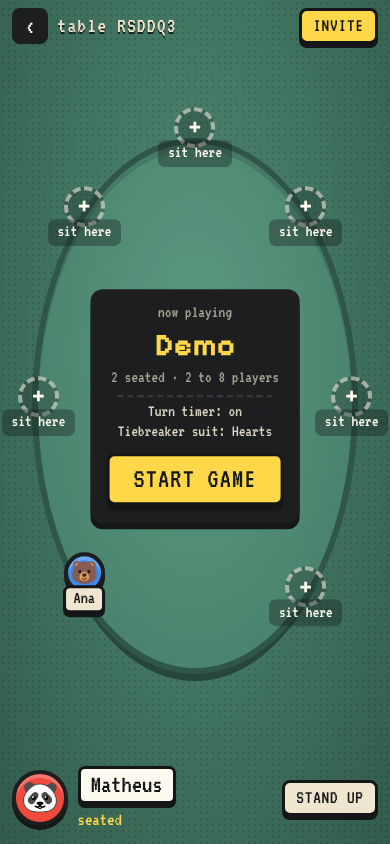 table RSDDQ3
INVITE
sit here
sit here
sit here
now playing
Demo
2 seated · 2 to 8 players
Turn timer: on
Tiebreaker suit: Hearts
START GAME
sit here
sit here
Ana
sit here
Matheus
seated
STAND UP